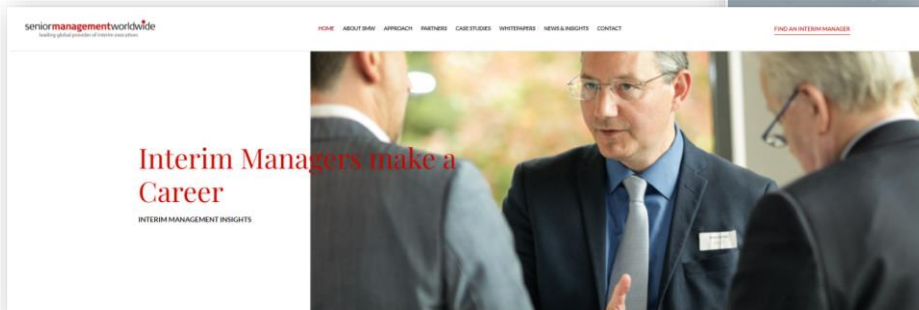 seniormanagementworldwide
leading global provider of interim executives
HOME ABOUT SMW APPROACH PARTNERS CASE STUDIES WHITEPAPERS NEWS & INSIGHTS CONTACT
FIND AN INTERIM MANAGER
Interim Managers make a
Career
INTERIM MANAGEMENT INSIGHTS